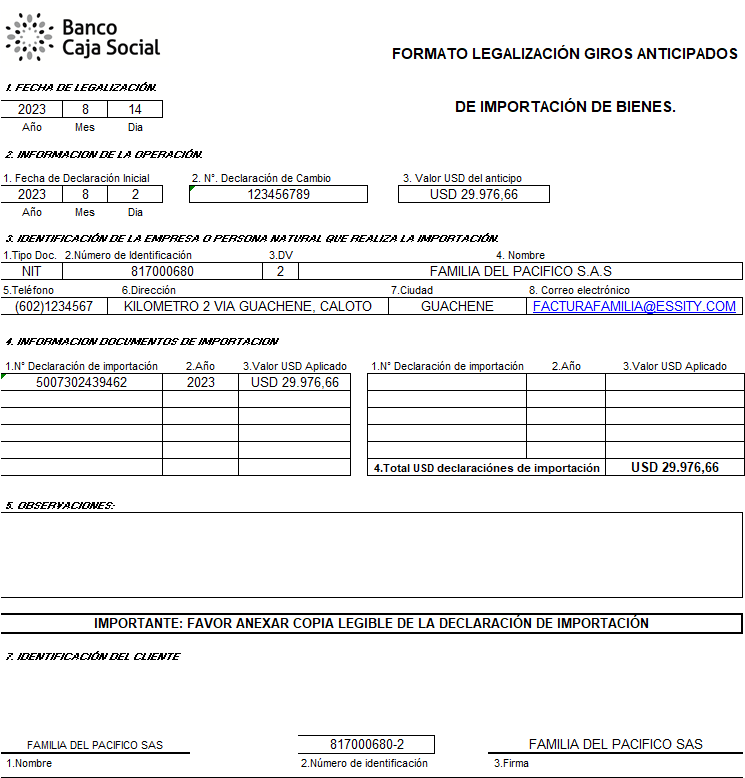 Banco
Caja Social
FORMATO LEGALIZACIÓN GIROS ANTICIPADOS
1. FECHA DE LEGALIZACIÓN.
2023 8 14
DE IMPORTACIÓN DE BIENES.
Año Mes Dia
2. INFORMACION DE LA OPERACIÓN.
1. Fecha de Declaración Inicial 2. N°. Declaración de Cambio 3. Valor USD del anticipo
2023 8 2 123456789 USD 29.976,66
Año Mes Dia
3. IDENTIFICACIÓN DE LA EMPRESA O PERSONA NATURAL QUE REALIZA LA IMPORTACIÓN.
1.Tipo Doc. 2.Número de Identificación 3.DV 4. Nombre
NIT 817000680 2 FAMILIA DEL PACIFICO S.A.S
5.Teléfono 6.Dirección 7.Ciudad 8. Correo electrónico
(602)1234567 KILOMETRO 2 VIA GUACHENE, CALOTO GUACHENE FACTURAFAMILIA@ESSITY.COM
4. INFORMACION DOCUMENTOS DE IMPORTACION
1.N° Declaración de importación 2.Año 3.Valor USD Aplicado 1.N° Declaración de importación 2.Año 3.Valor USD Aplicado
5007302439462 2023 USD 29.976,66
4.Total USD declaraciónes de importación USD 29.976,66
5. OBSERVACIONES:
IMPORTANTE: FAVOR ANEXAR COPIA LEGIBLE DE LA DECLARACIÓN DE IMPORTACIÓN
7. IDENTIFICACIÓN DEL CLIENTE
FAMILIA DEL PACIFICO SAS 817000680-2 FAMILIA DEL PACIFICO SAS
1.Nombre 2.Número de identificación 3.Firma